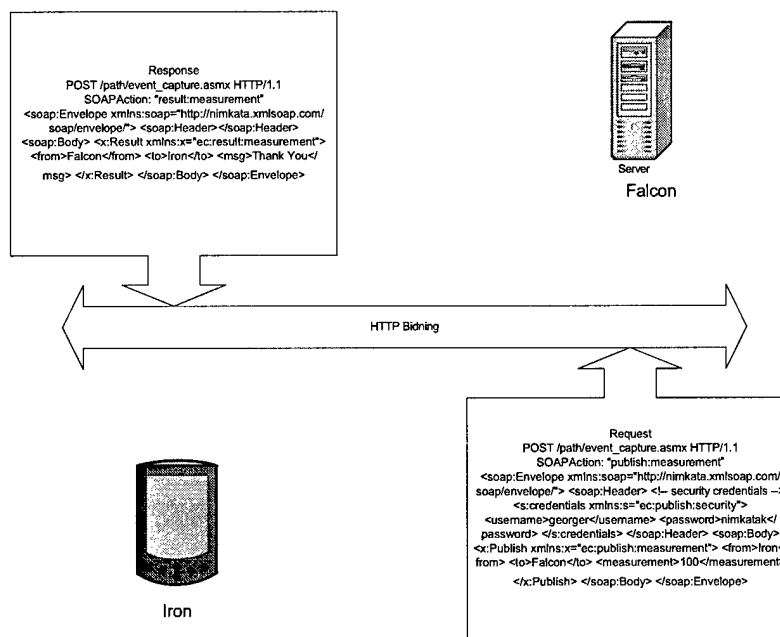 Response
POST /path/event_capture.asmx HTTP/1.1
SOAPAction: "result:measurement"
<soap:Envelope xmlns:soap="http://nimkata.xmlsoap.com/
soap/envelope/"> <soap:Header></soap:Header>
<soap:Body> <x:Result xmlns:x="ec:result:measurement">
<from>Falcon</from> <to>Iron</to> <msg>Thank You</
msg> </x:Result> </soap:Body> </soap:Envelope>
Server
Falcon
HTTP Bidning
Request
POST /path/event_capture.asmx HTTP/1.1
SOAPAction: "publish:measurement"
<soap:Envelope xmlns:soap="http://nimkata.xmlsoap.com/
soap/envelope/"> <soap:Header> <!-- security credentials --
<s:credentials xmlns:s="ec:publish:security">
<username>georger</username> <password>nimkatak</
password> </s:credentials> </soap:Header> <soap:Body>
<x:Publish xmlns:x="ec:publish:measurement"> <from>Iron<
from> <to>Falcon</to> <measurement>100</measurement>
</x:Publish> </soap:Body> </soap:Envelope>
Iron